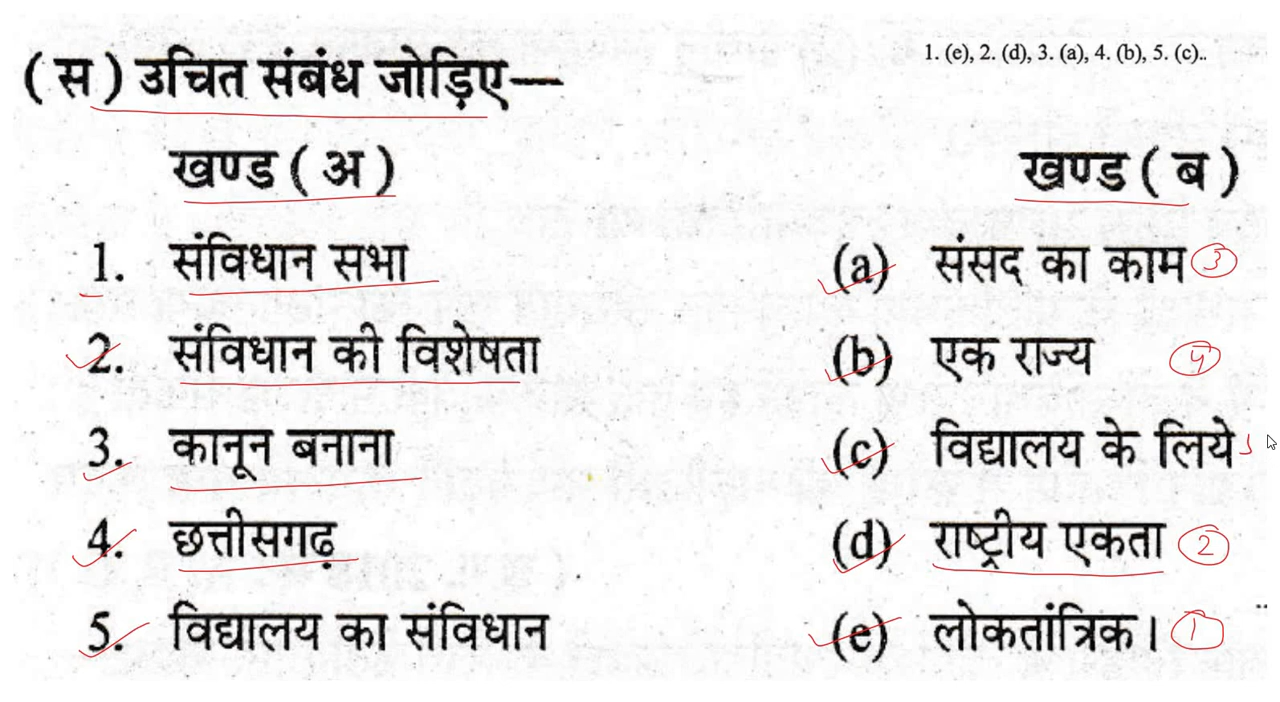 1. (e), 2. (d), 3. (a), 4. (b), 5. (c)..
( स ) उचित संबंध जोड़िए—
खण्ड ( अ ) खण्ड ( ब )
1. संविधान सभा (a) संसद का काम 3
2. संविधान की विशेषता (b) एक राज्य 4
3. कानून बनाना (c) विद्यालय के लिये
4. छत्तीसगढ़ (d) राष्ट्रीय एकता 2
5. विद्यालय का संविधान (e) लोकतांत्रिक। 1